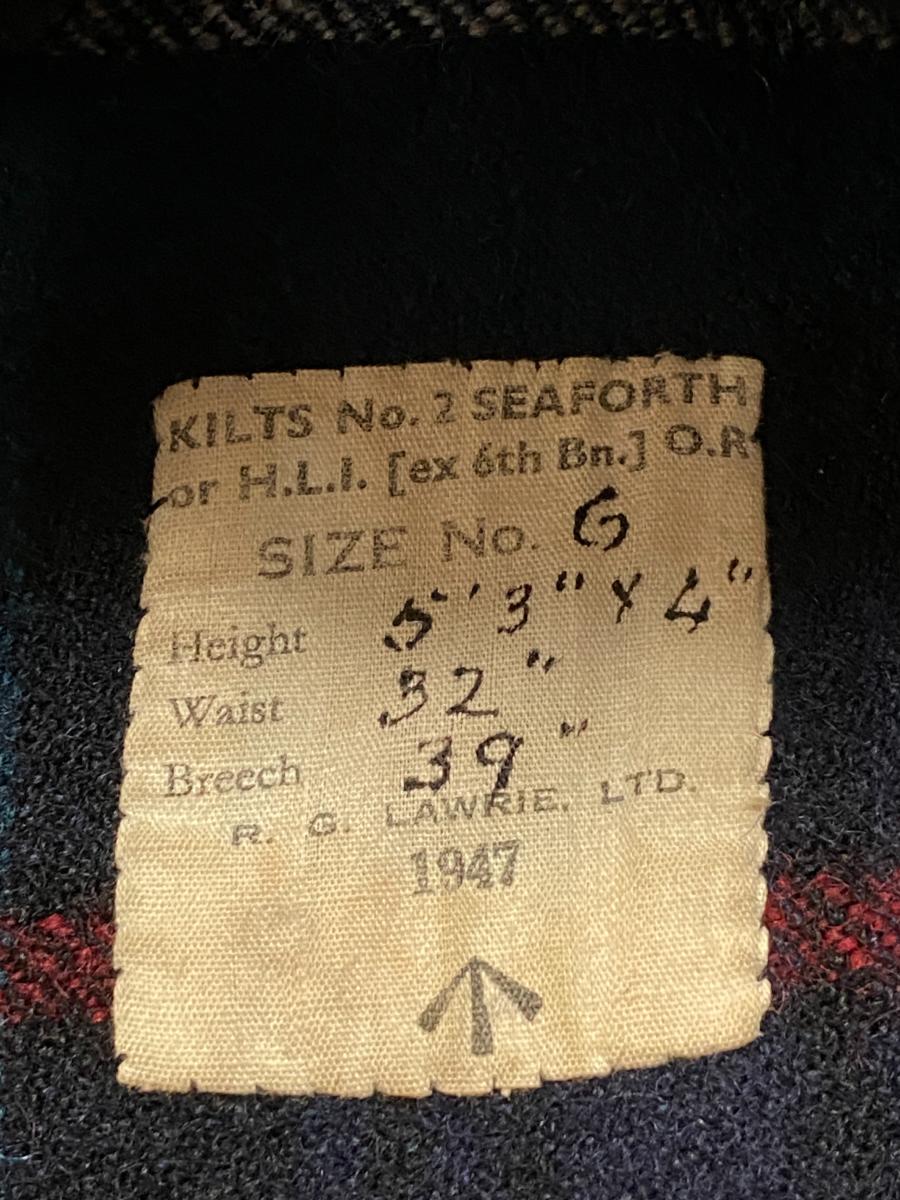 KILTS No. 2 SEAFORTH
or H.L.I. [ex 6th Bn.] O.R
SIZE No. 6
Height 5'3" x 4"
Waist 32"
Breech 39"
R. G. LAWRIE. LTD.
1947